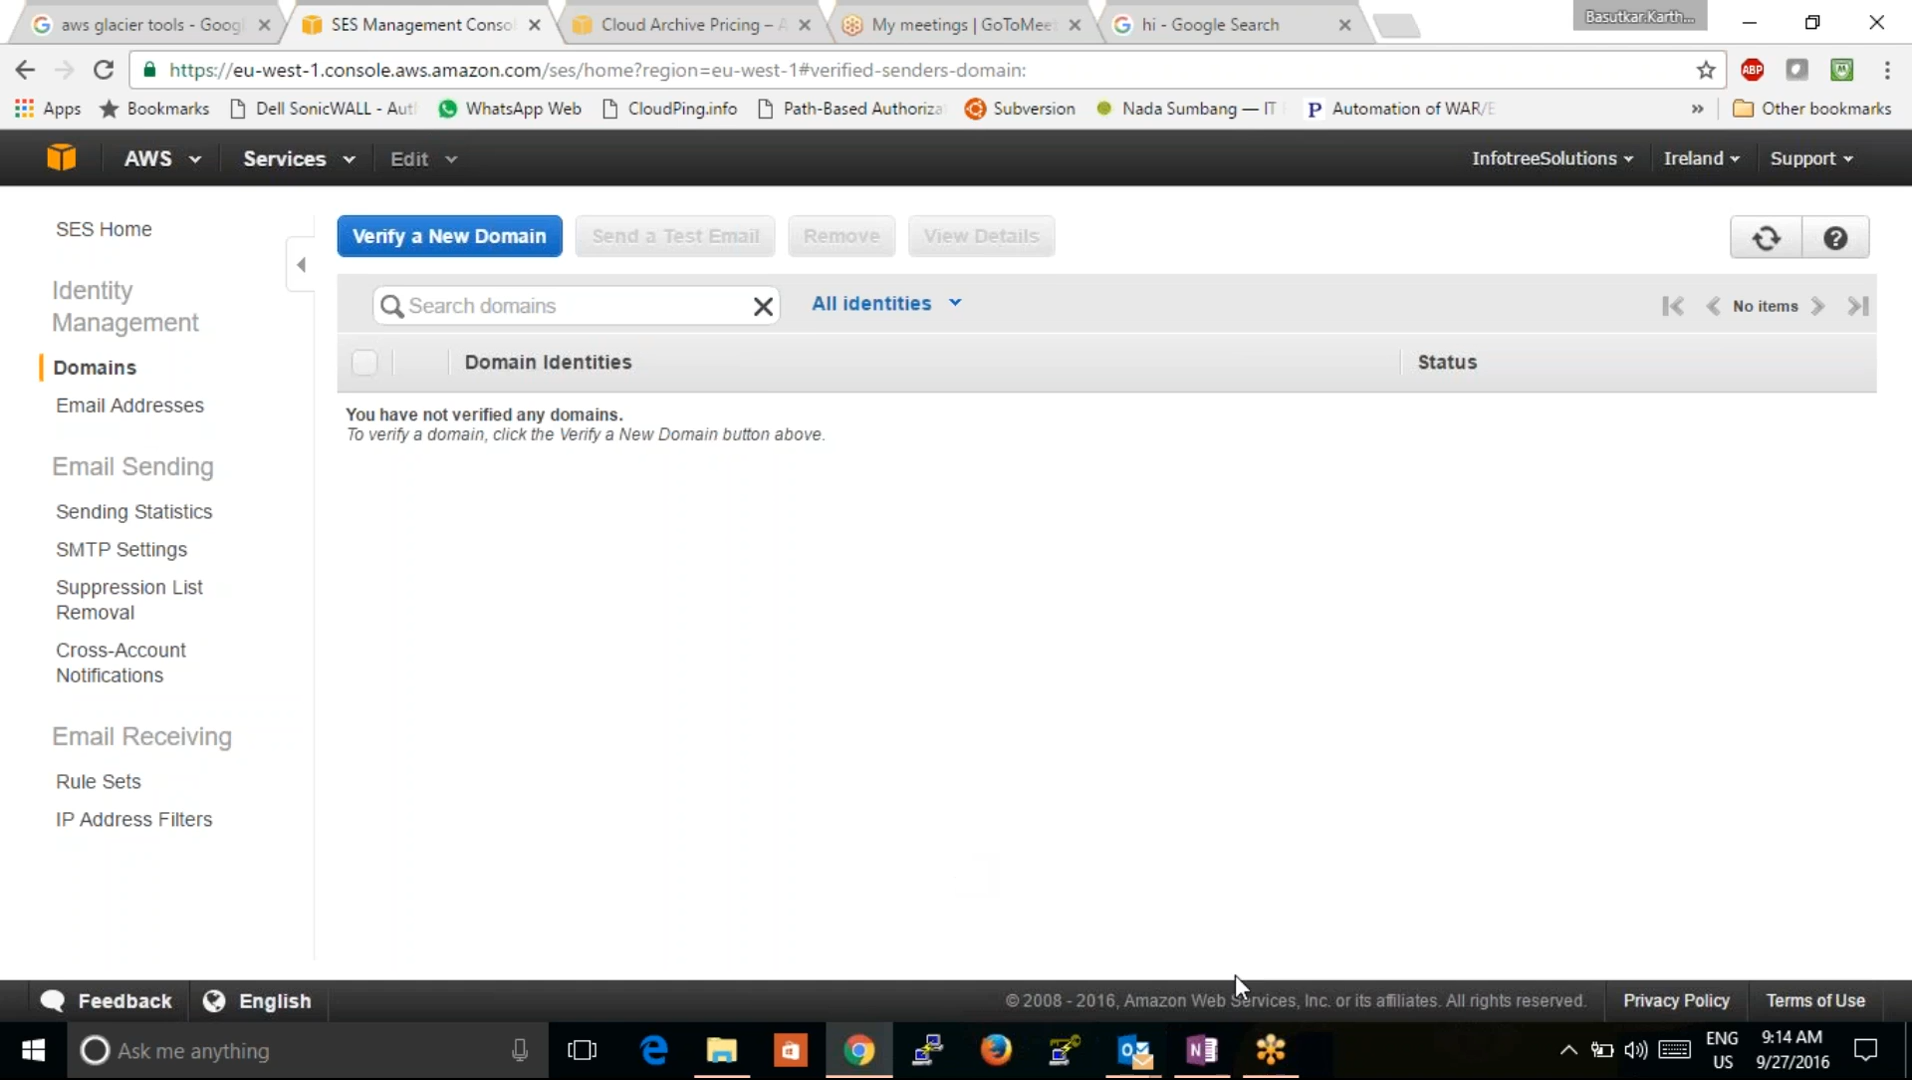 aws glacier tools - Goog
SES Management Conso
Cloud Archive Pricing – A
My meetings | GoToMee
hi - Google Search
Basutkar.Karth...
https://eu-west-1.console.aws.amazon.com/ses/home?region=eu-west-1#verified-senders-domain:
ABP
Apps
Bookmarks
Dell SonicWALL - Aut
WhatsApp Web
CloudPing.info
Path-Based Authoriza
Subversion
Nada Sumbang — IT
P Automation of WAR/E
»
Other bookmarks
AWS
Services
Edit
InfotreeSolutions
Ireland
Support
SES Home
Identity
Management
Domains
Email Addresses
Email Sending
Sending Statistics
SMTP Settings
Suppression List
Removal
Cross-Account
Notifications
Email Receiving
Rule Sets
IP Address Filters
Verify a New Domain
Send a Test Email
Remove
View Details
Search domains
All identities
No items
Domain Identities
Status
You have not verified any domains.
To verify a domain, click the Verify a New Domain button above.
Feedback
English
© 2008 - 2016, Amazon Web Services, Inc. or its affiliates. All rights reserved.
Privacy Policy
Terms of Use
Ask me anything
ENG
US
9:14 AM
9/27/2016